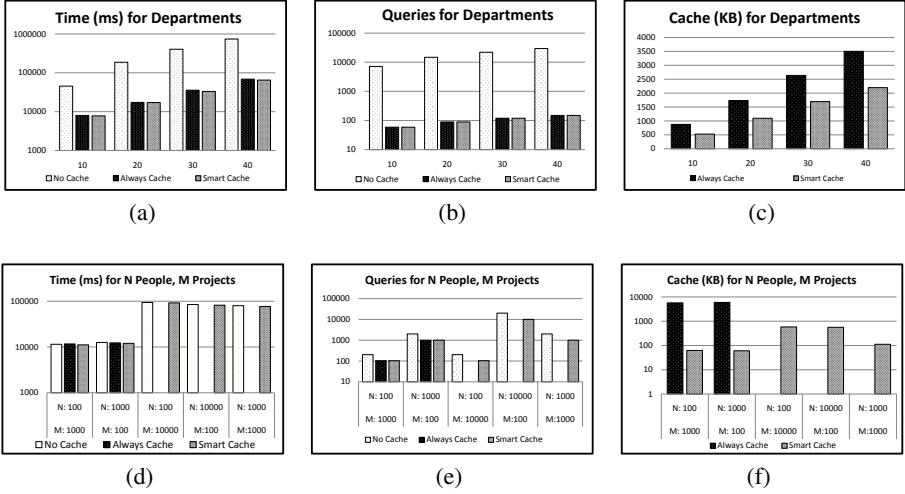 Time (ms) for Departments
1000000
100000
10000
1000
10 20 30 40
No Cache Always Cache Smart Cache
(a)
Queries for Departments
100000
10000
1000
100
10
10 20 30 40
No Cache Always Cache Smart Cache
(b)
Cache (KB) for Departments
4000
3500
3000
2500
2000
1500
1000
500
0
10 20 30 40
Always Cache Smart Cache
(c)
Time (ms) for N People, M Projects
100000
10000
1000
N: 100 N: 1000 N: 100 N: 10000 N: 1000
M: 1000 M: 100 M: 10000 M:100 M:1000
No Cache Always Cache Smart Cache
(d)
Queries for N People, M Projects
100000
10000
1000
100
10
N: 100 N: 1000 N: 100 N: 10000 N: 1000
M: 1000 M: 100 M: 10000 M:100 M:1000
No Cache Always Cache Smart Cache
(e)
Cache (KB) for N People, M Projects
10000
1000
100
10
1
N: 100 N: 1000 N: 100 N: 10000 N: 1000
M: 1000 M: 100 M: 10000 M:100 M:1000
Always Cache Smart Cache
(f)